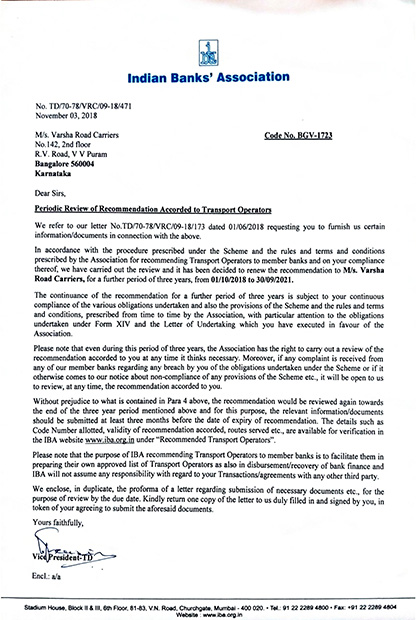 Indian Banks' Association
No. TD/70-78/VRC/09-18/471
November 03, 2018
M/s. Varsha Road Carriers
Code No. BGV-1723
No.142, 2nd floor
R.V. Road, V V Puram
Bangalore 560004
Karnataka
Dear Sirs,
Periodic Review of Recommendation Accorded to Transport Operators
We refer to our letter No.TD/70-78/VRC/09-18/173 dated 01/06/2018 requesting you to furnish us certain
information/documents in connection with the above.
In accordance with the procedure prescribed under the Scheme and the rules and terms and conditions
prescribed by the Association for recommending Transport Operators to member banks and on your compliance
thereof, we have carried out the review and it has been decided to renew the recommendation to M/s. Varsha
Road Carriers, for a further period of three years, from 01/10/2018 to 30/09/2021.
The continuance of the recommendation for a further period of three years is subject to your continuous
compliance of the various obligations undertaken and also the provisions of the Scheme and the rules and terms
and conditions, prescribed from time to time by the Association, with particular attention to the obligations
undertaken under Form XIV and the Letter of Undertaking which you have executed in favour of the
Association.
Please note that even during this period of three years, the Association has the right to carry out a review of the
recommendation accorded to you at any time it thinks necessary. Moreover, if any complaint is received from
any of our member banks regarding any breach by you of the obligations undertaken under the Scheme or if it
otherwise comes to our notice about non-compliance of any provisions of the Scheme etc., it will be open to us
to review, at any time, the recommendation accorded to you.
Without prejudice to what is contained in Para 4 above, the recommendation would be reviewed again towards
the end of the three year period mentioned above and for this purpose, the relevant information/documents
should be submitted at least three months before the date of expiry of recommendation. The details such as
Code Number allotted, validity of recommendation accorded, routes served etc., are available for verification in
the IBA website www.iba.org.in under “Recommended Transport Operators”.
Please note that the purpose of IBA recommending Transport Operators to member banks is to facilitate them in
preparing their own approved list of Transport Operators as also in disbursement/recovery of bank finance and
IBA will not assume any responsibility with regard to your Transactions/agreements with any other third party.
We enclose, in duplicate, the proforma of a letter regarding submission of necessary documents etc., for the
purpose of review by the due date. Kindly return one copy of the letter to us duly filled in and signed by you, in
token of your agreeing to submit the aforesaid documents.
Yours faithfully,
Vice President-TD
Encl.: a/a
Stadium House, Block II & III, 6th Floor, 81-83, V.N. Road, Churchgate, Mumbai - 400 020. • Tel.: 91 22 2289 4800 • Fax: +91 22 2289 4804
Website : www.iba.org.in